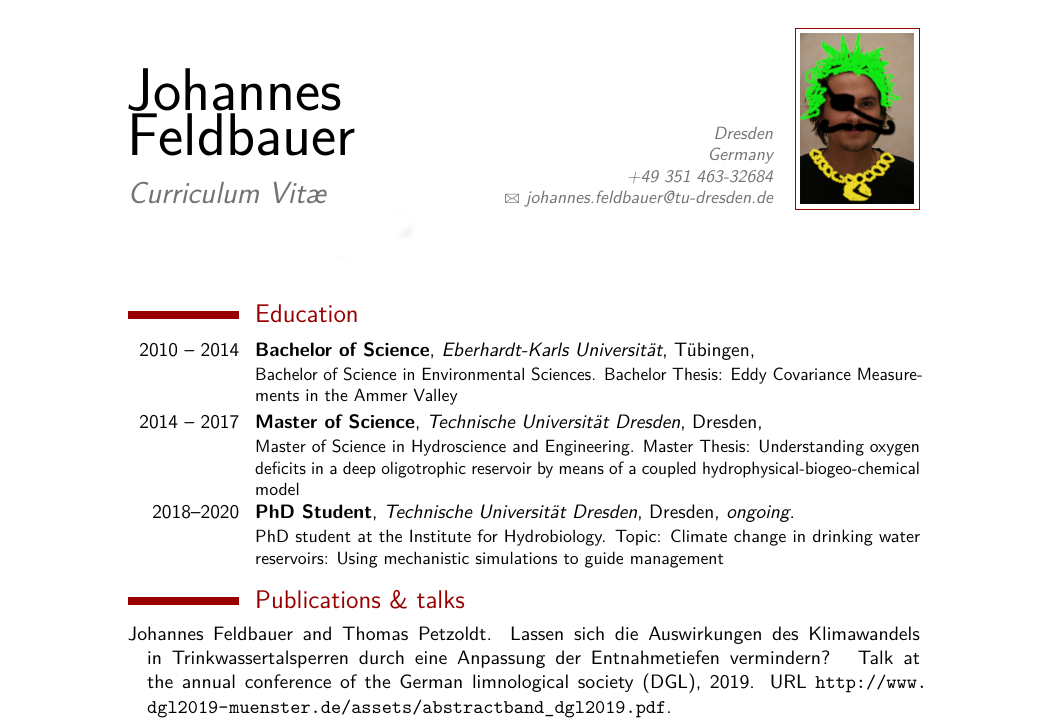 Johannes
Feldbauer
Curriculum Vitæ
Dresden
Germany
+49 351 463-32684
✉ johannes.feldbauer@tu-dresden.de
Education
2010 – 2014 Bachelor of Science, Eberhardt-Karls Universität, Tübingen,
Bachelor of Science in Environmental Sciences. Bachelor Thesis: Eddy Covariance Measure-
ments in the Ammer Valley
2014 – 2017 Master of Science, Technische Universität Dresden, Dresden,
Master of Science in Hydroscience and Engineering. Master Thesis: Understanding oxygen
deficits in a deep oligotrophic reservoir by means of a coupled hydrophysical-biogeo-chemical
model
2018–2020 PhD Student, Technische Universität Dresden, Dresden, ongoing.
PhD student at the Institute for Hydrobiology. Topic: Climate change in drinking water
reservoirs: Using mechanistic simulations to guide management
Publications & talks
Johannes Feldbauer and Thomas Petzoldt. Lassen sich die Auswirkungen des Klimawandels
in Trinkwassertalsperren durch eine Anpassung der Entnahmetiefen vermindern? Talk at
the annual conference of the German limnological society (DGL), 2019. URL http://www.
dgl2019-muenster.de/assets/abstractband_dgl2019.pdf.